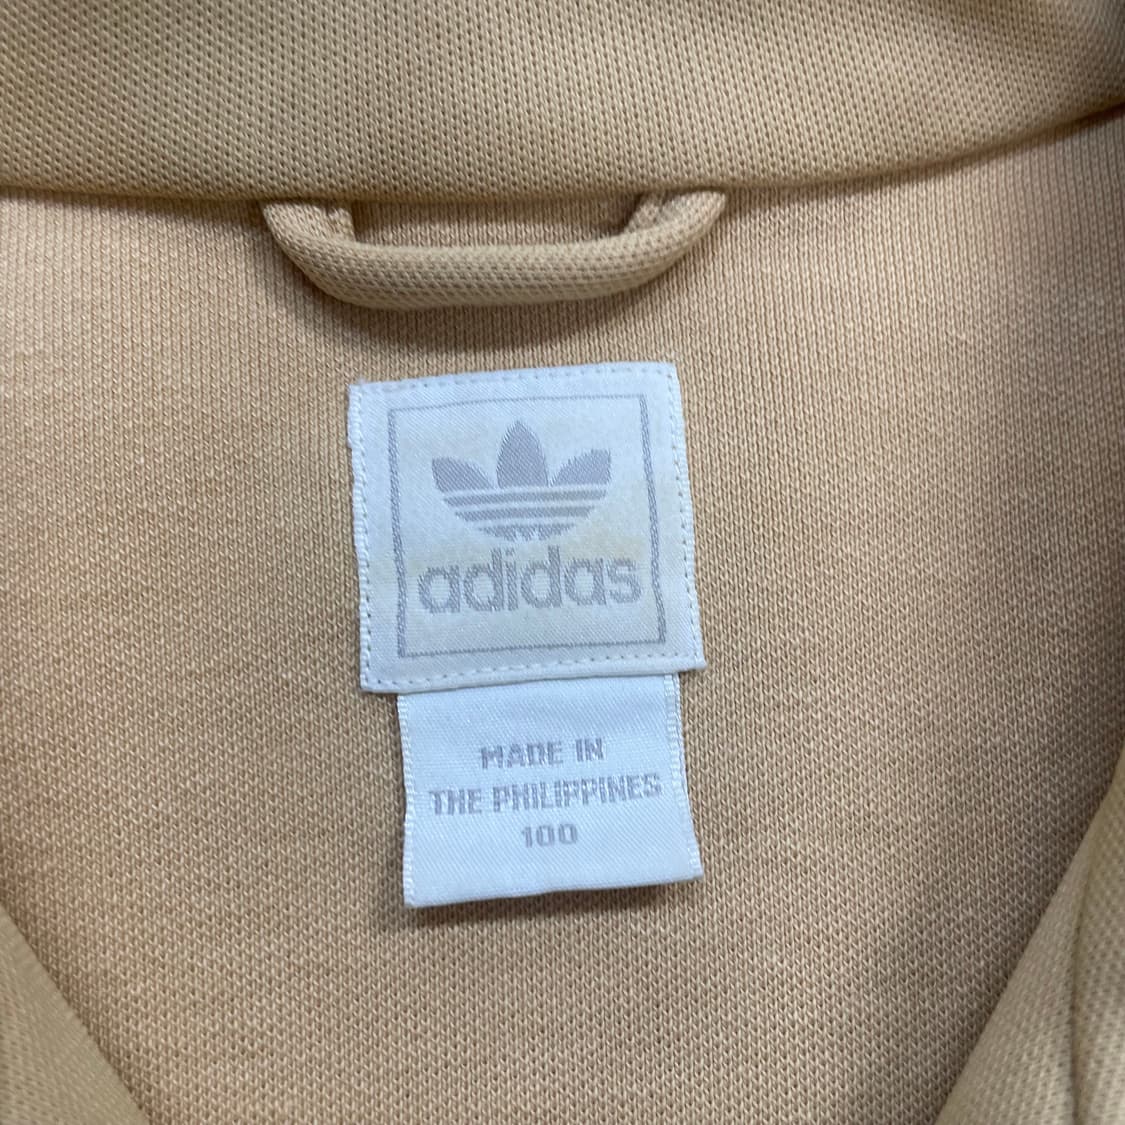 adidas
MADE IN
THE PHILIPPINES
100